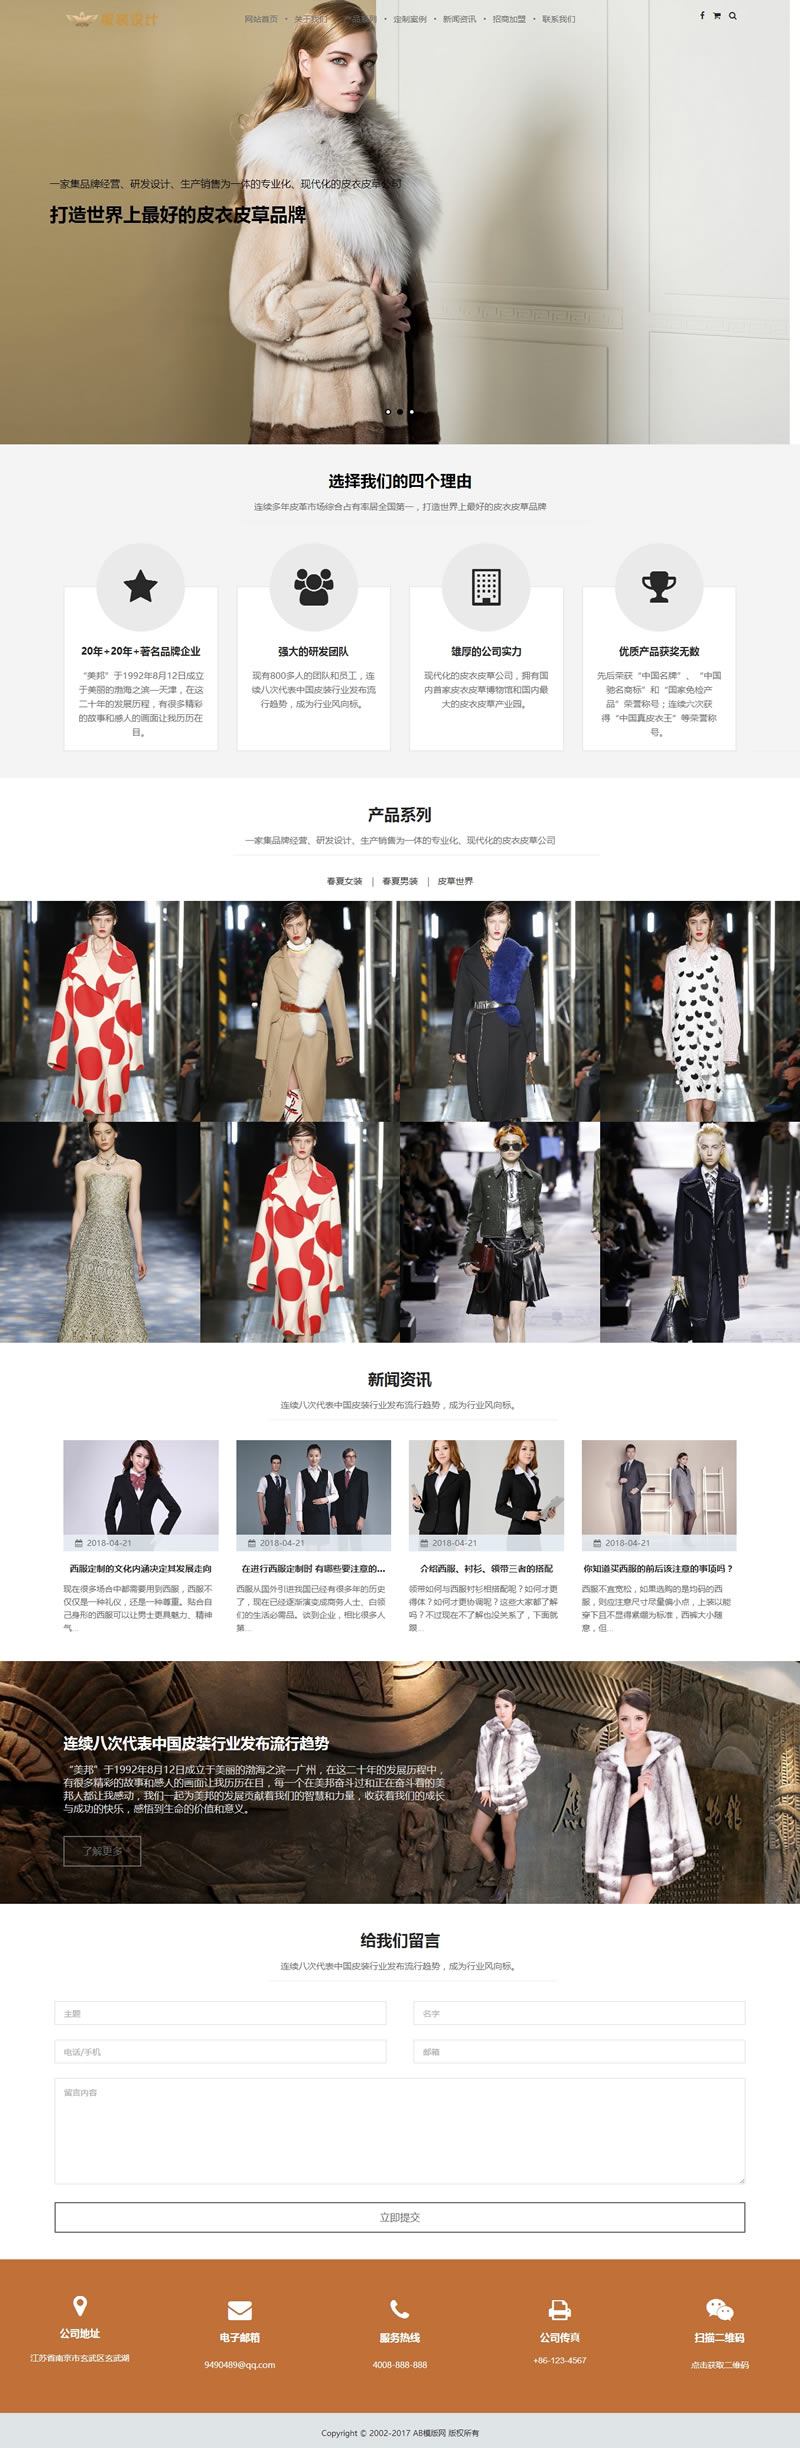 服装设计
网站首页 • 关于我们 • 产品系列 • 定制案例 • 新闻资讯 • 招商加盟 • 联系我们
一家集品牌经营、研发设计、生产销售为一体的专业化、现代化的皮衣皮草公司
打造世界上最好的皮衣皮草品牌
选择我们的四个理由
连续多年皮革市场综合占有率居全国第一，打造世界上最好的皮衣皮草品牌
20年+20年+著名品牌企业
“美邦”于1992年8月12日成立
于美丽的渤海之滨—天津，在这
二十年的发展历程，有很多精彩
的故事和感人的画面让我历历在
目。
强大的研发团队
现有800多人的团队和员工，连
续八次代表中国皮装行业发布流
行趋势，成为行业风向标。
雄厚的公司实力
现代化的皮衣皮草公司，拥有国
内首家皮衣皮草博物馆和国内最
大的皮衣皮草产业园。
优质产品获奖无数
先后荣获“中国名牌”、“中国
驰名商标”和“国家免检产
品”荣誉称号；连续六次获
得“中国真皮衣王”等荣誉称
号。
产品系列
一家集品牌经营、研发设计、生产销售为一体的专业化、现代化的皮衣皮草公司
春夏女装 | 春夏男装 | 皮草世界
新闻资讯
连续八次代表中国皮装行业发布流行趋势，成为行业风向标。
2018-04-21
西服定制的文化内涵决定其发展走向
现在很多场合中都需要用到西服，西服不
仅仅是一种礼仪，还是一种尊重。贴合自
己身形的西服可以让男士更具魅力、精神
气...
2018-04-21
在进行西服定制时 有哪些要注意的...
西服从国外引进我国已经有很多年的历史
了，现在已经逐渐演变成商务人士、白领
们的生活必需品。谈到企业，相比很多人
第...
2018-04-21
介绍西服、衬衫、领带三者的搭配
领带如何与西服衬衫相搭配呢？如何才更
得体？如何才更协调呢？这些大家都了解
吗？不过现在不了解也没关系了，下面就
跟...
2018-04-21
你知道买西服的前后该注意的事项吗？
西服不宜宽松，如果选购的是均码的西
服，则应注意尺寸尽量偏小点，上装以能
穿下且不显得紧绷为标准，西裤大小随
意，但...
连续八次代表中国皮装行业发布流行趋势
“美邦”于1992年8月12日成立于美丽的渤海之滨—广州，在这二十年的发展历程中，
有很多精彩的故事和感人的画面让我历历在目，每一个在美邦奋斗过和正在奋斗着的美
邦人都让我感动，我们一起为美邦的发展贡献着我们的智慧和力量，收获着我们的成长
与成功的快乐，感悟到生命的价值和意义。
了解更多
给我们留言
连续八次代表中国皮装行业发布流行趋势，成为行业风向标。
主题
名字
电话/手机
邮箱
留言内容
立即提交
公司地址
江苏省南京市玄武区玄武湖
电子邮箱
9490489@qq.com
服务热线
4008-888-888
公司传真
+86-123-4567
扫描二维码
点击获取二维码
Copyright © 2002-2017 AB模版网 版权所有